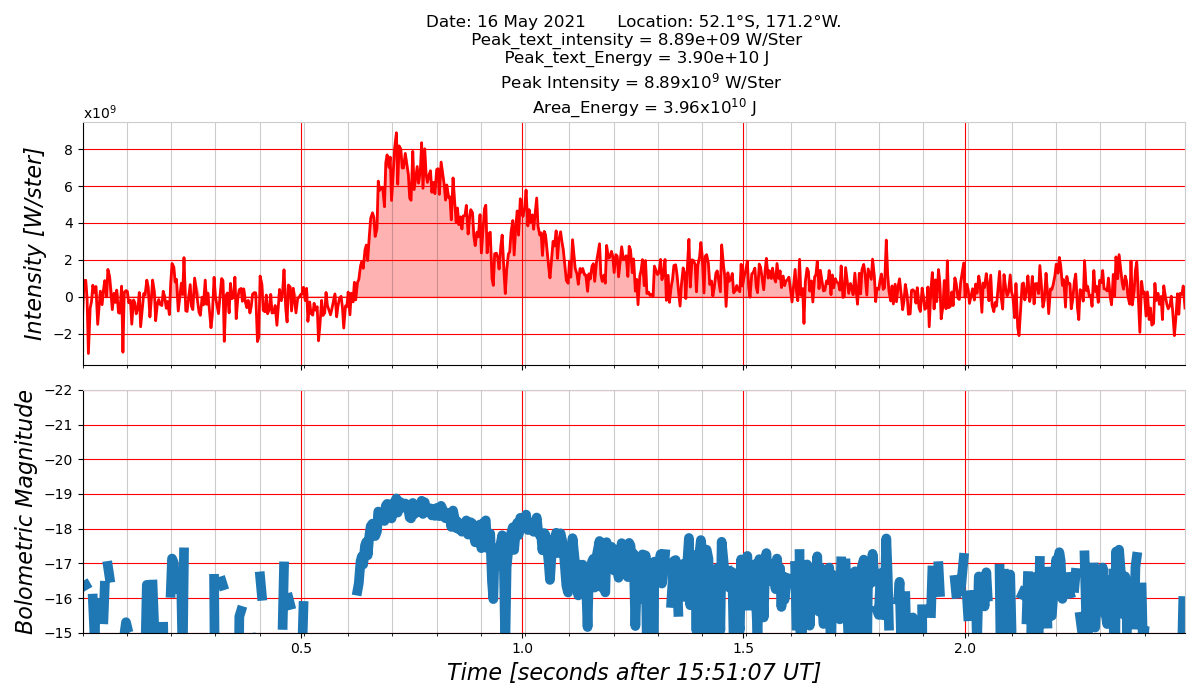 Date: 16 May 2021      Location: 52.1°S, 171.2°W.
Peak_text_intensity = 8.89e+09 W/Ster
Peak_text_Energy = 3.90e+10 J
Peak Intensity = 8.89x10⁹ W/Ster
Area_Energy = 3.96x10¹⁰ J
x10⁹
Intensity [W/ster]
8
6
4
2
0
−2
Bolometric Magnitude
−22
−21
−20
−19
−18
−17
−16
−15
0.5 1.0 1.5 2.0
Time [seconds after 15:51:07 UT]